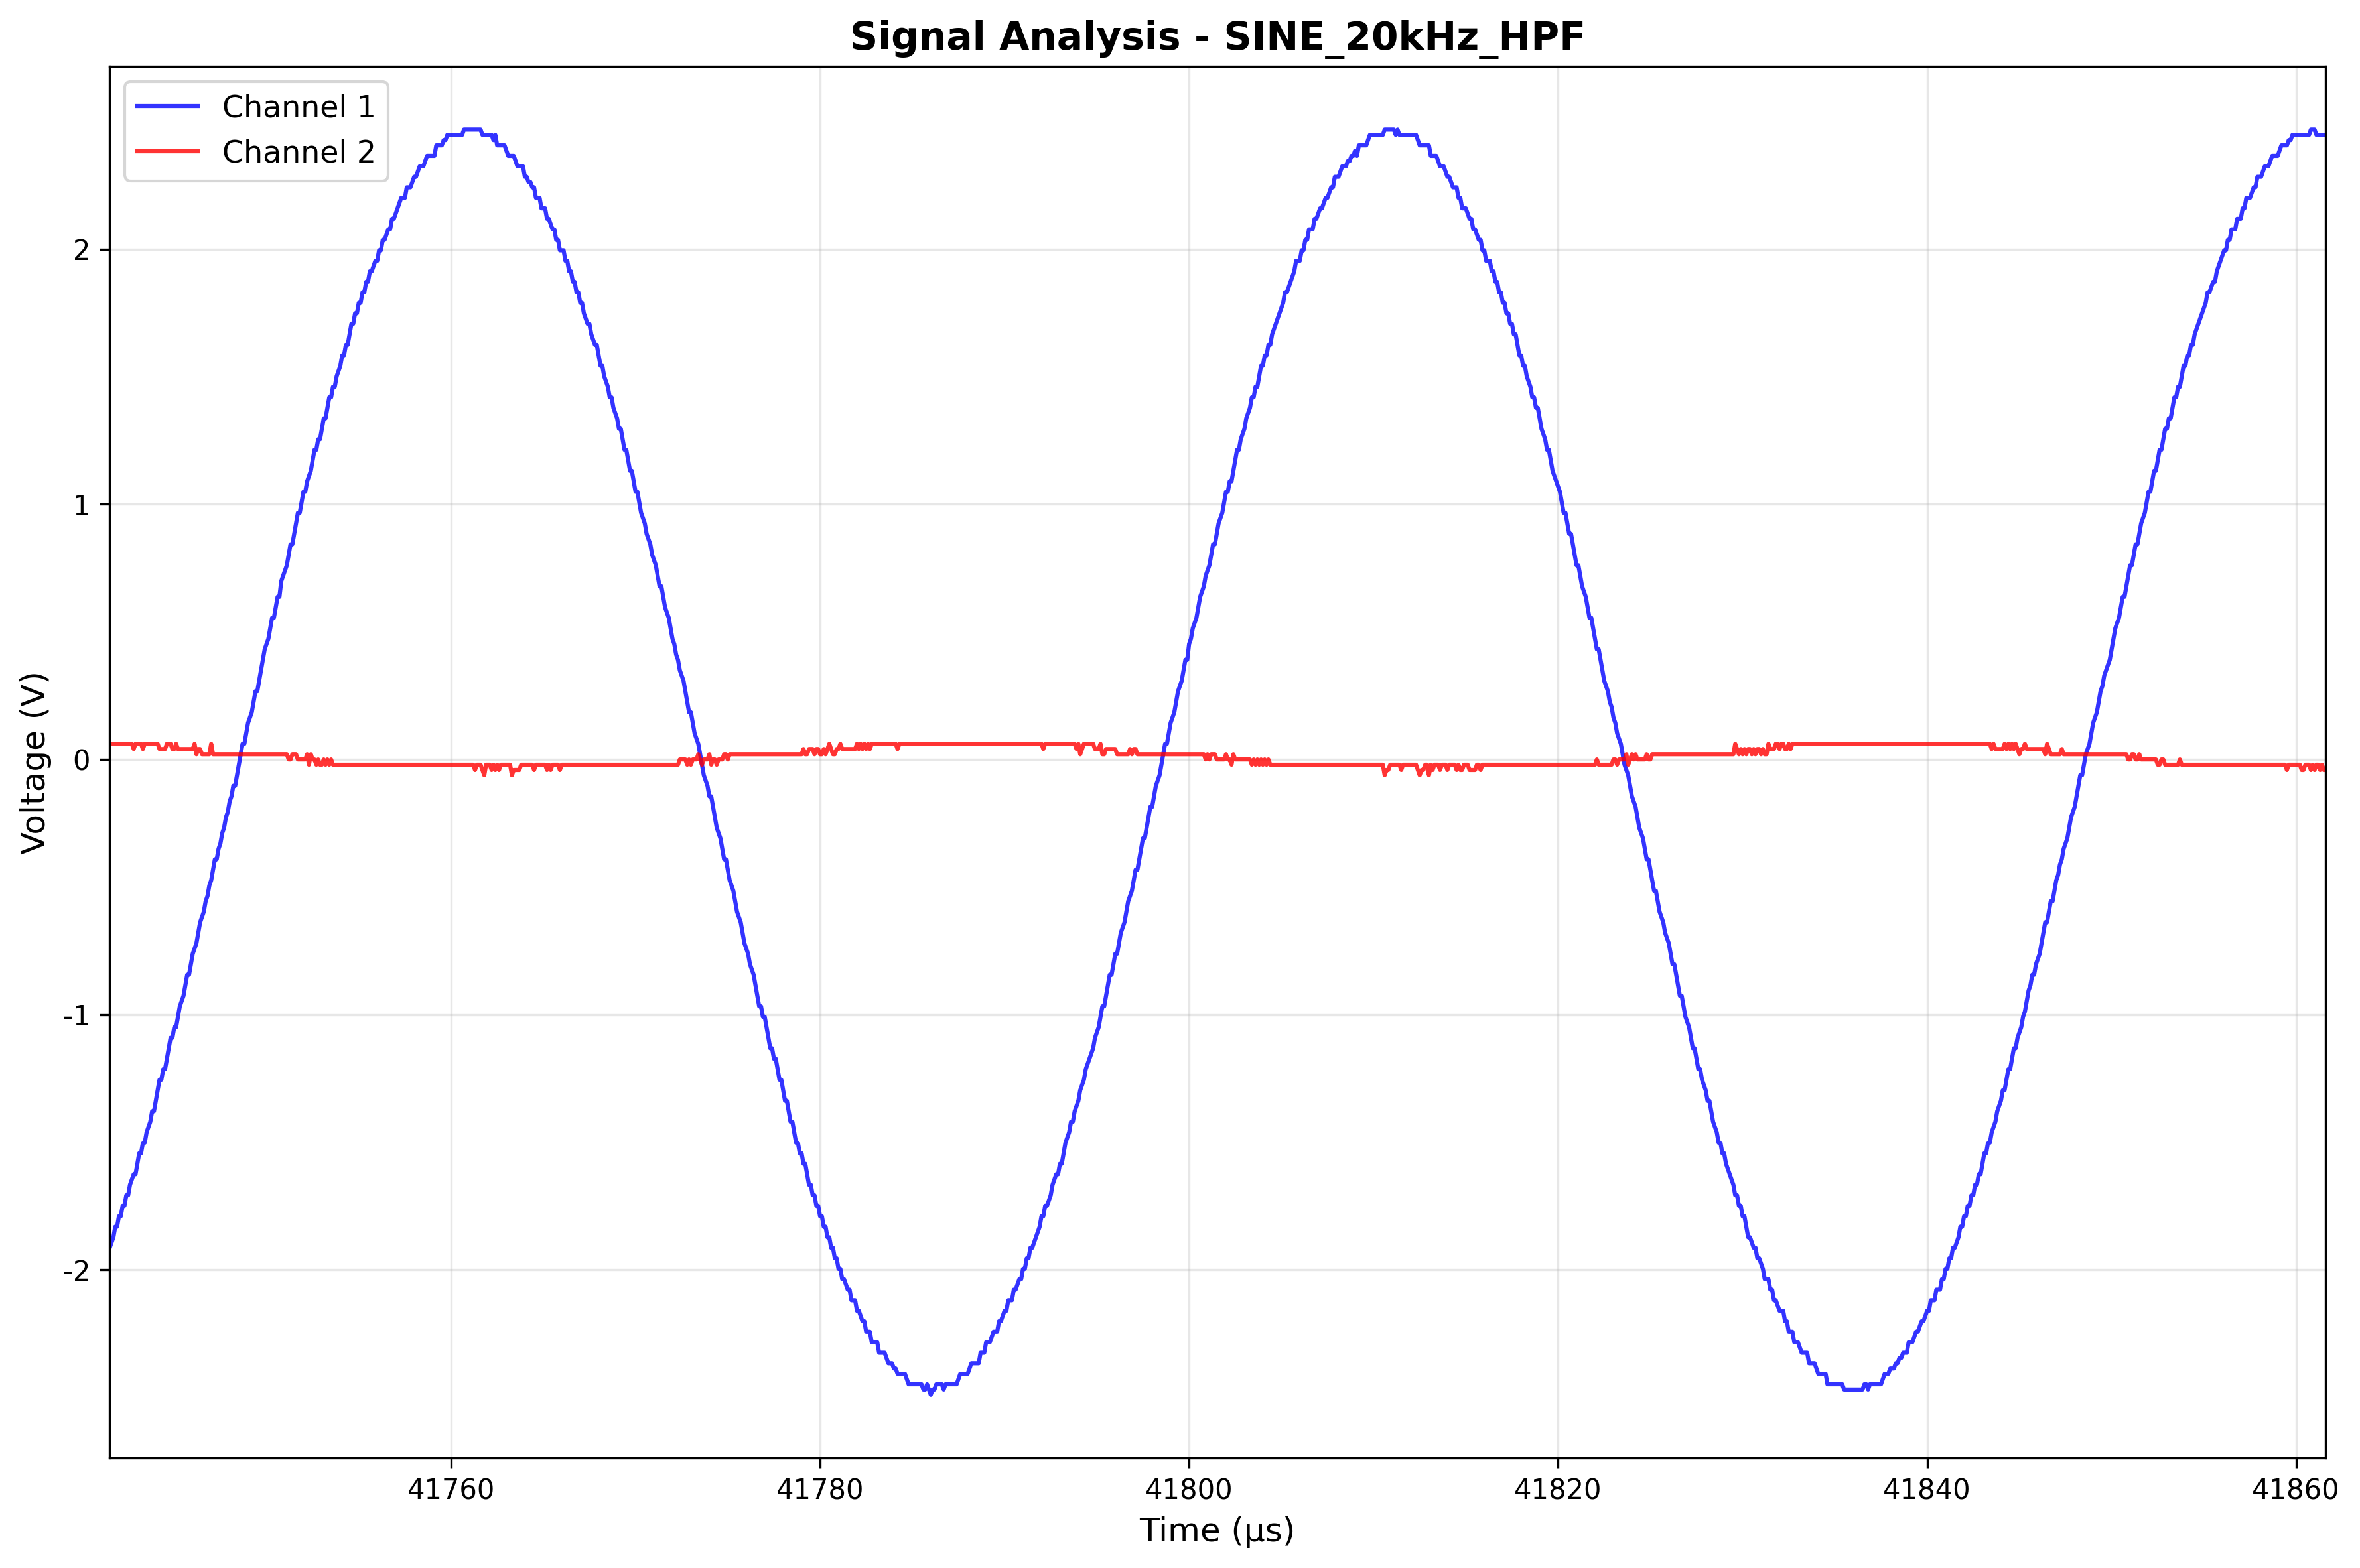 Signal Analysis - SINE_20kHz_HPF
Channel 1
Channel 2
Voltage (V)
2
1
0
-1
-2
41760 41780 41800 41820 41840 41860
Time (µs)